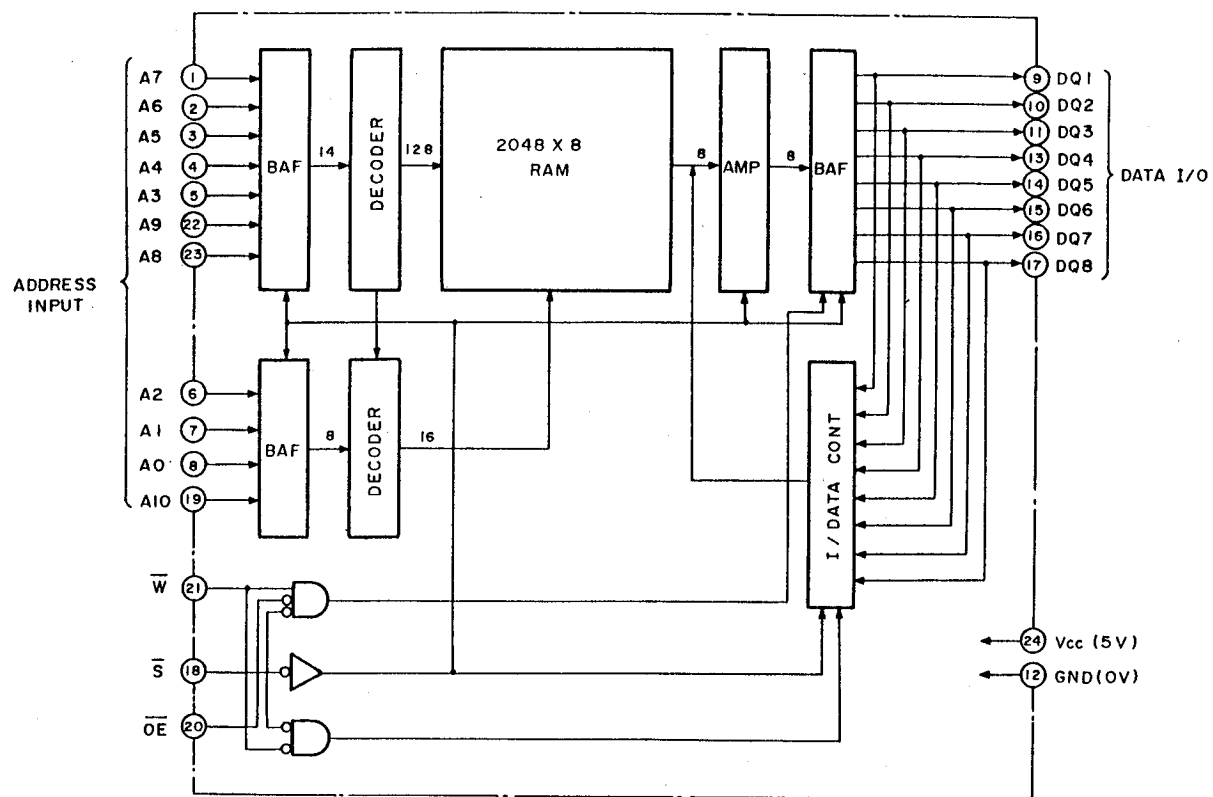 ADDRESS
INPUT
A7 1
A6 2
A5 3
A4 4
A3 5
A9 22
A8 23
BAF
14
DECODER
128
2048 X 8
RAM
8
AMP
8
BAF
9 DQ1
10 DQ2
11 DQ3
13 DQ4
14 DQ5
15 DQ6
16 DQ7
17 DQ8
DATA I/O
A2 6
A1 7
A0 8
A10 19
BAF
8
DECODER
16
I/DATA CONT
W 21
S 18
OE 20
24 Vcc (5V)
12 GND(0V)